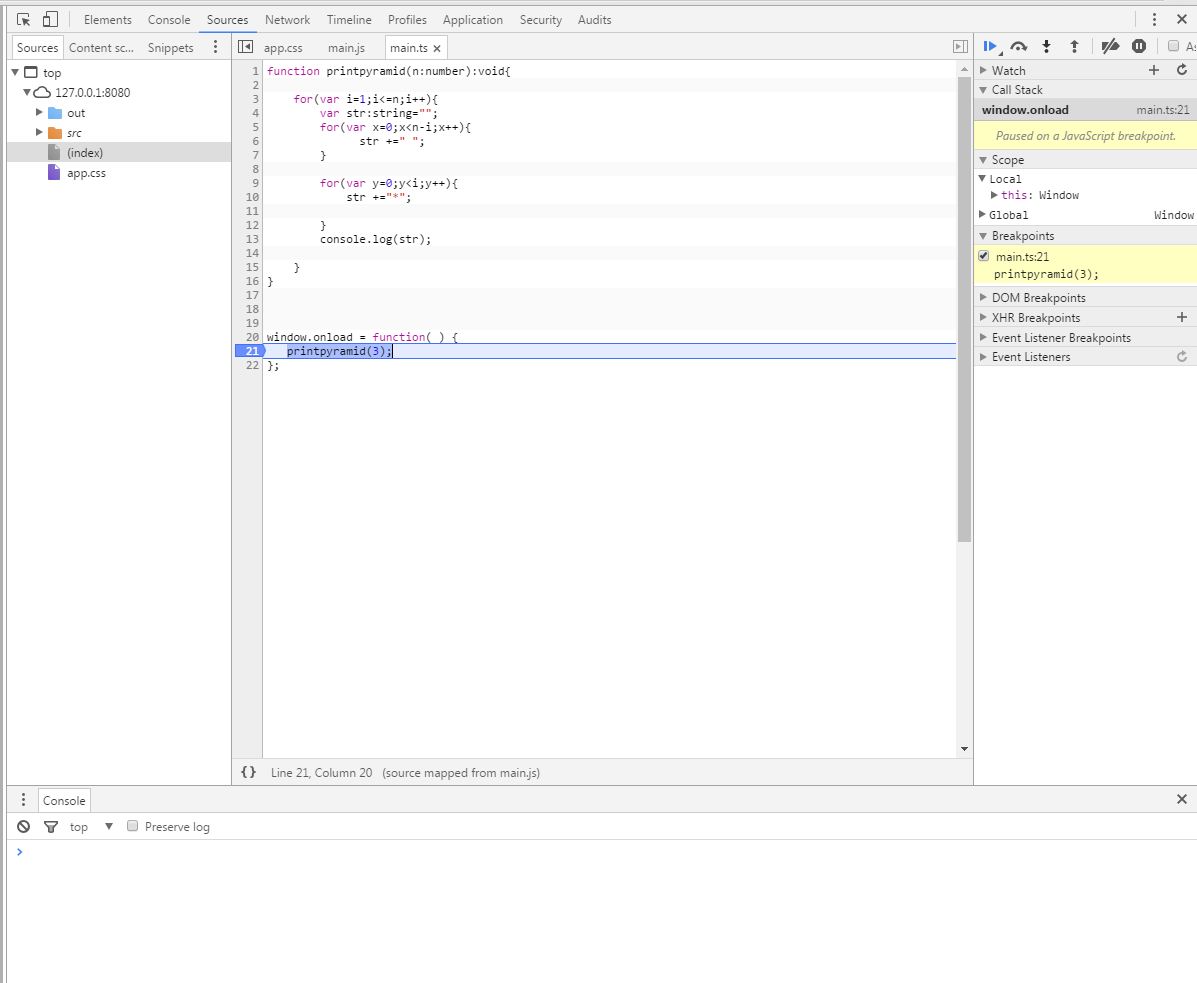 Elements Console Sources Network Timeline Profiles Application Security Audits
Sources Content sc... Snippets
app.css main.js main.ts
As
top
127.0.0.1:8080
out
src
(index)
app.css
1 function printpyramid(n:number):void{
2
3 for(var i=1;i<=n;i++){
4 var str:string="";
5 for(var x=0;x<n-i;x++){
6 str +=" ";
7 }
8
9 for(var y=0;y<i;y++){
10 str +="*";
11
12 }
13 console.log(str);
14
15 }
16 }
17
18
19
20 window.onload = function( ) {
21 printpyramid(3);
22 };
{} Line 21, Column 20 (source mapped from main.js)
Watch
Call Stack
window.onload main.ts:21
Paused on a JavaScript breakpoint.
Scope
Local
this: Window
Global Window
Breakpoints
main.ts:21
printpyramid(3);
DOM Breakpoints
XHR Breakpoints
Event Listener Breakpoints
Event Listeners
Console
top Preserve log